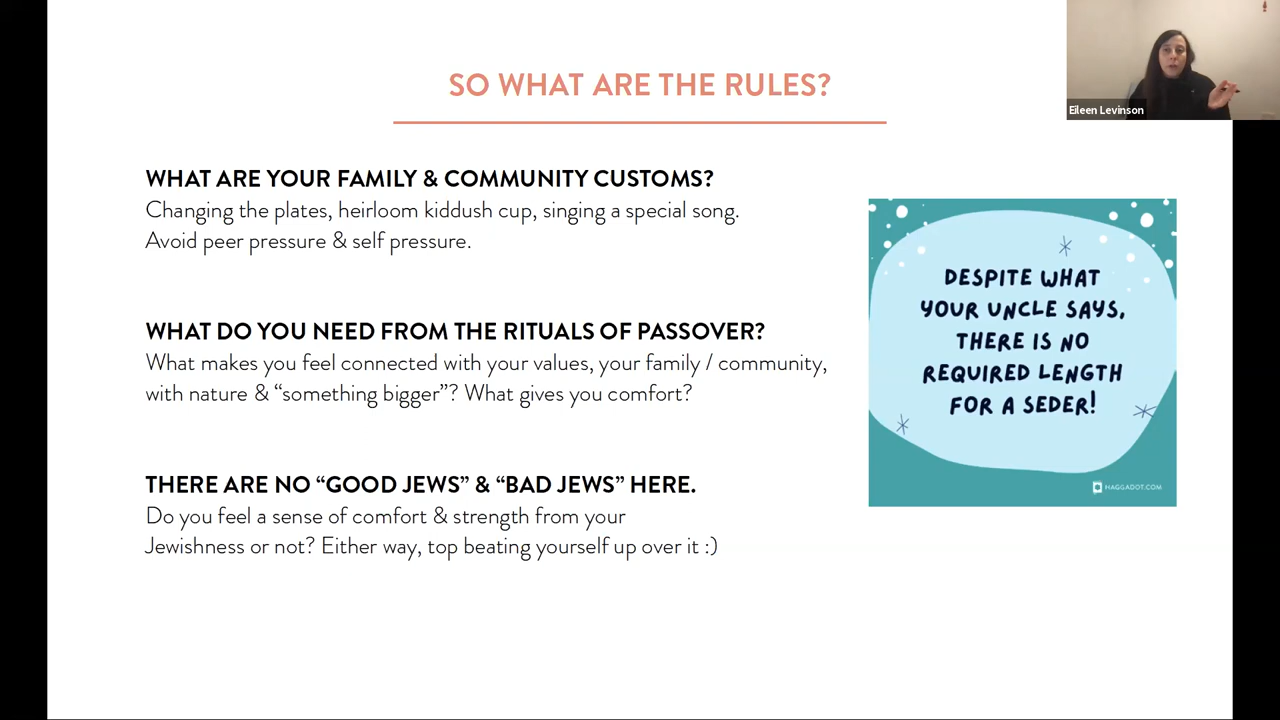 SO WHAT ARE THE RULES?
Eileen Levinson
WHAT ARE YOUR FAMILY & COMMUNITY CUSTOMS?
Changing the plates, heirloom kiddush cup, singing a special song.
Avoid peer pressure & self pressure.
WHAT DO YOU NEED FROM THE RITUALS OF PASSOVER?
What makes you feel connected with your values, your family / community,
with nature & “something bigger”? What gives you comfort?
THERE ARE NO “GOOD JEWS” & “BAD JEWS” HERE.
Do you feel a sense of comfort & strength from your
Jewishness or not? Either way, top beating yourself up over it :)
DESPITE WHAT
YOUR UNCLE SAYS,
THERE IS NO
REQUIRED LENGTH
FOR A SEDER!
HAGGADOT.COM